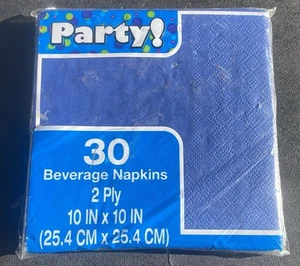 Party!
30
Beverage Napkins
2 Ply
10 IN x 10 IN
(25.4 CM x 25.4 CM)